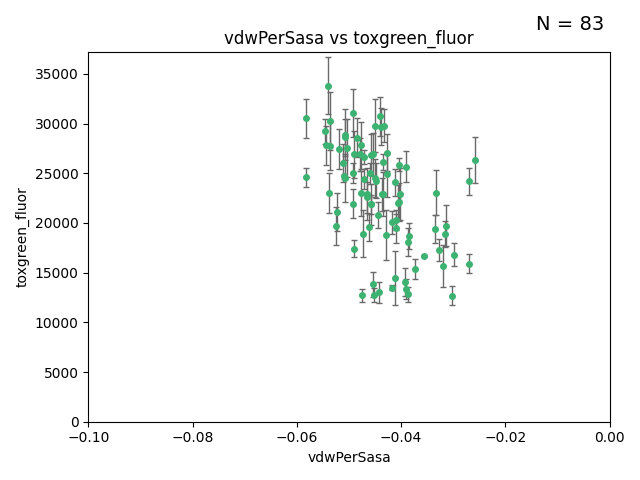 N = 83
vdwPerSasa vs toxgreen_fluor
35000
30000
25000
20000
15000
10000
5000
0
toxgreen_fluor
−0.10 −0.08 −0.06 −0.04 −0.02 0.00
vdwPerSasa